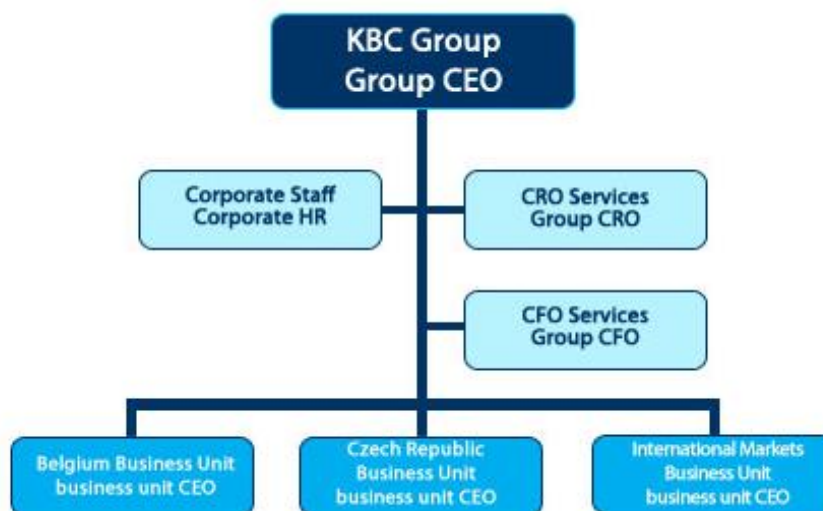 KBC Group
Group CEO
Corporate Staff
Corporate HR
CRO Services
Group CRO
CFO Services
Group CFO
Belgium Business Unit
business unit CEO
Czech Republic
Business Unit
business unit CEO
International Markets
Business Unit
business unit CEO